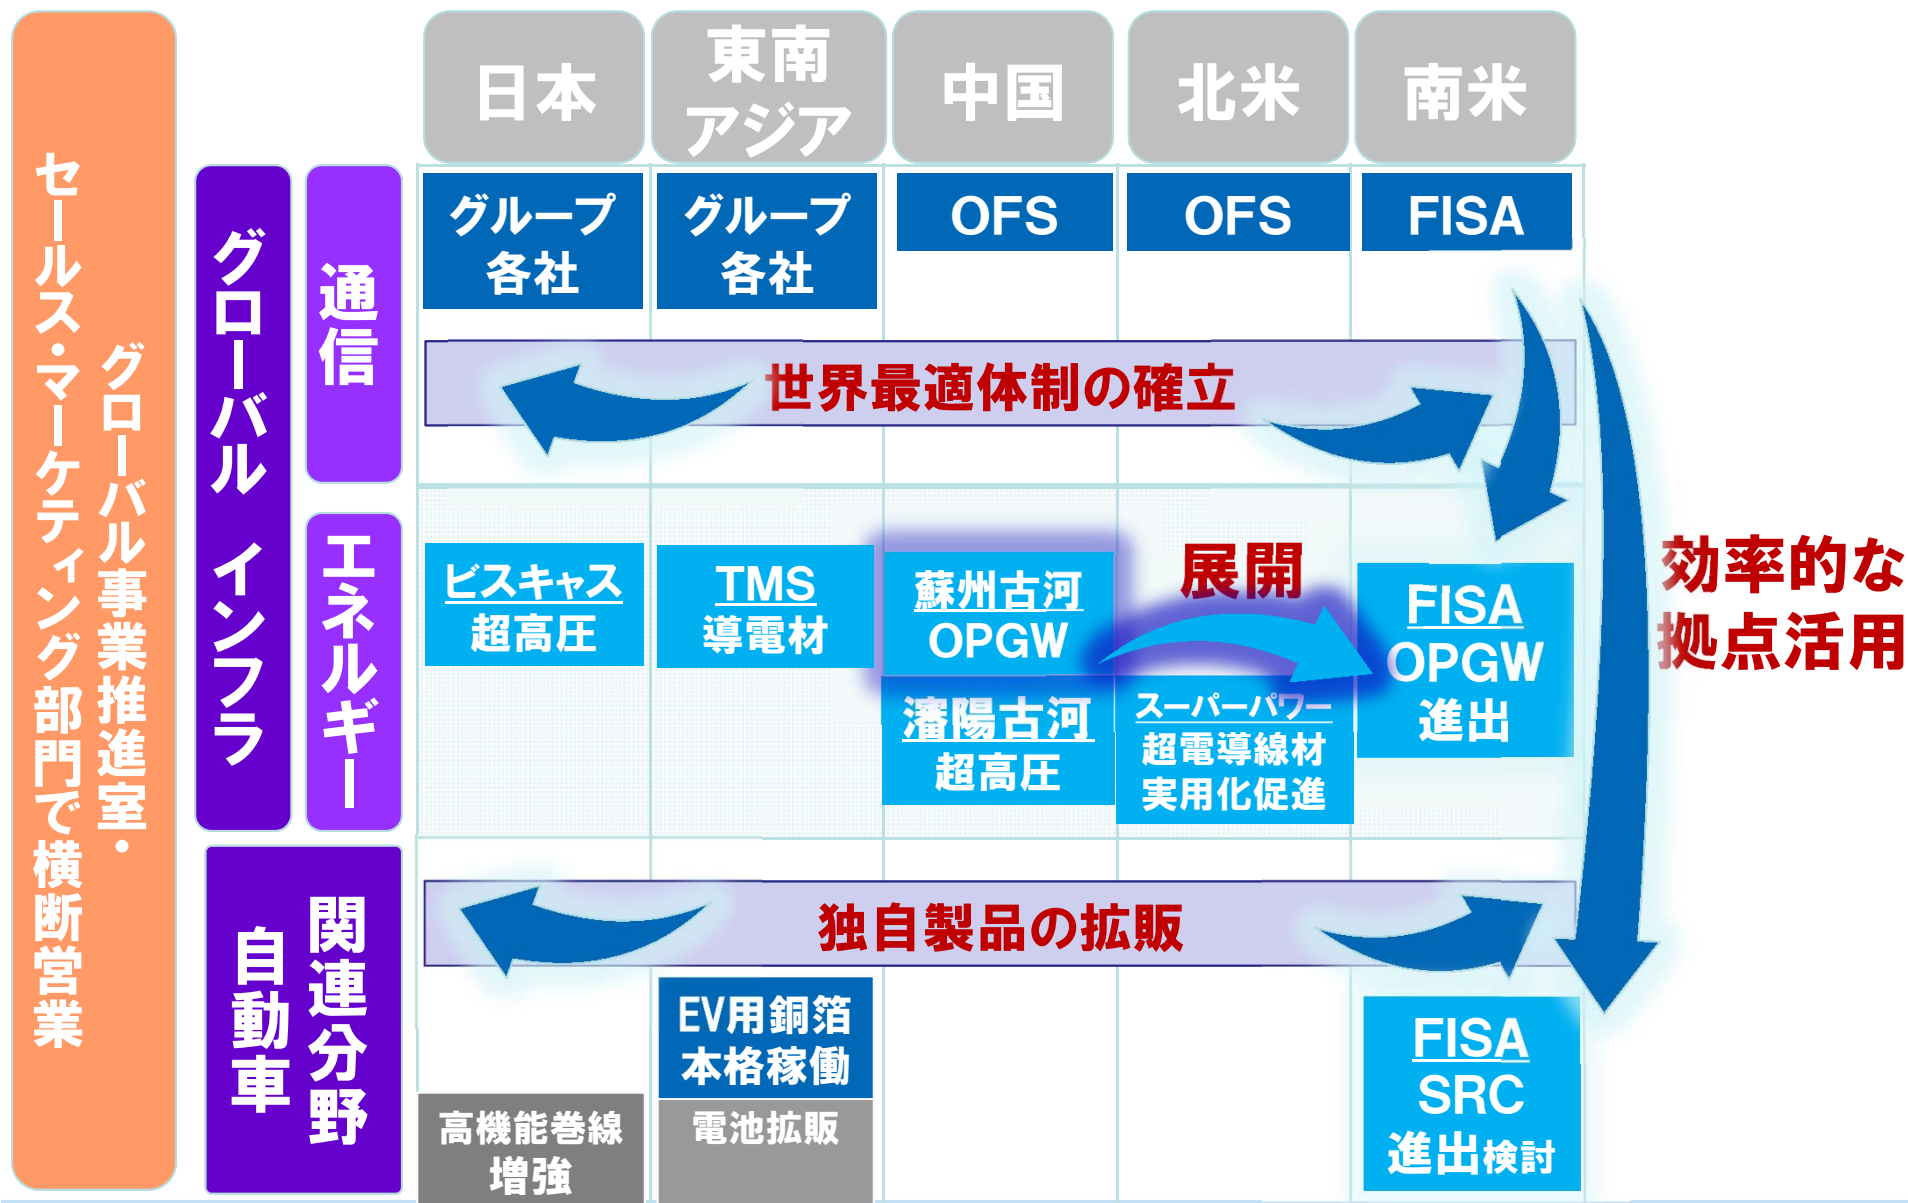 日本
東南
アジア
中国
北米
南米
グローバル事業推進室・
セールス・マーケティング部門で横断営業
グローバル インフラ
通信
グループ
各社
グループ
各社
OFS
OFS
FISA
世界最適体制の確立
エネルギー
ビスキャス
超高圧
TMS
導電材
蘇州古河
OPGW
瀋陽古河
超高圧
展開
スーパーパワー
超電導線材
実用化促進
FISA
OPGW
進出
効率的な
拠点活用
自動車
関連分野
独自製品の拡販
高機能巻線
増強
EV用銅箔
本格稼働
電池拡販
FISA
SRC
進出検討